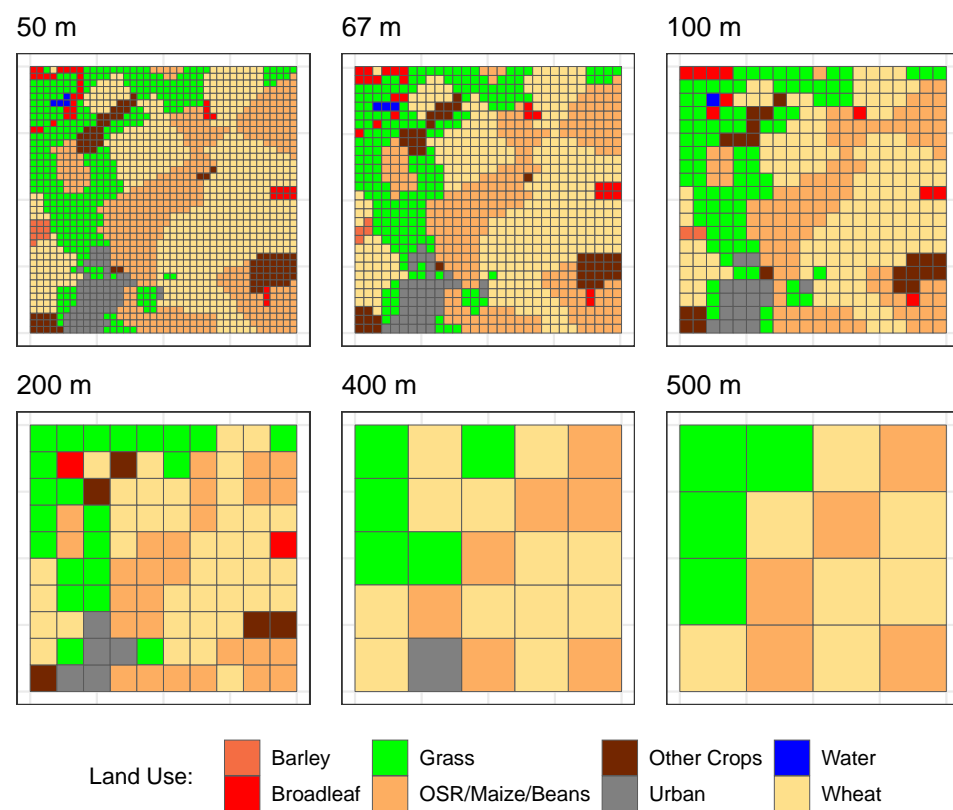 50 m
67 m
100 m
200 m
400 m
500 m
Land Use:
Barley
Grass
Other Crops
Water
Broadleaf
OSR/Maize/Beans
Urban
Wheat